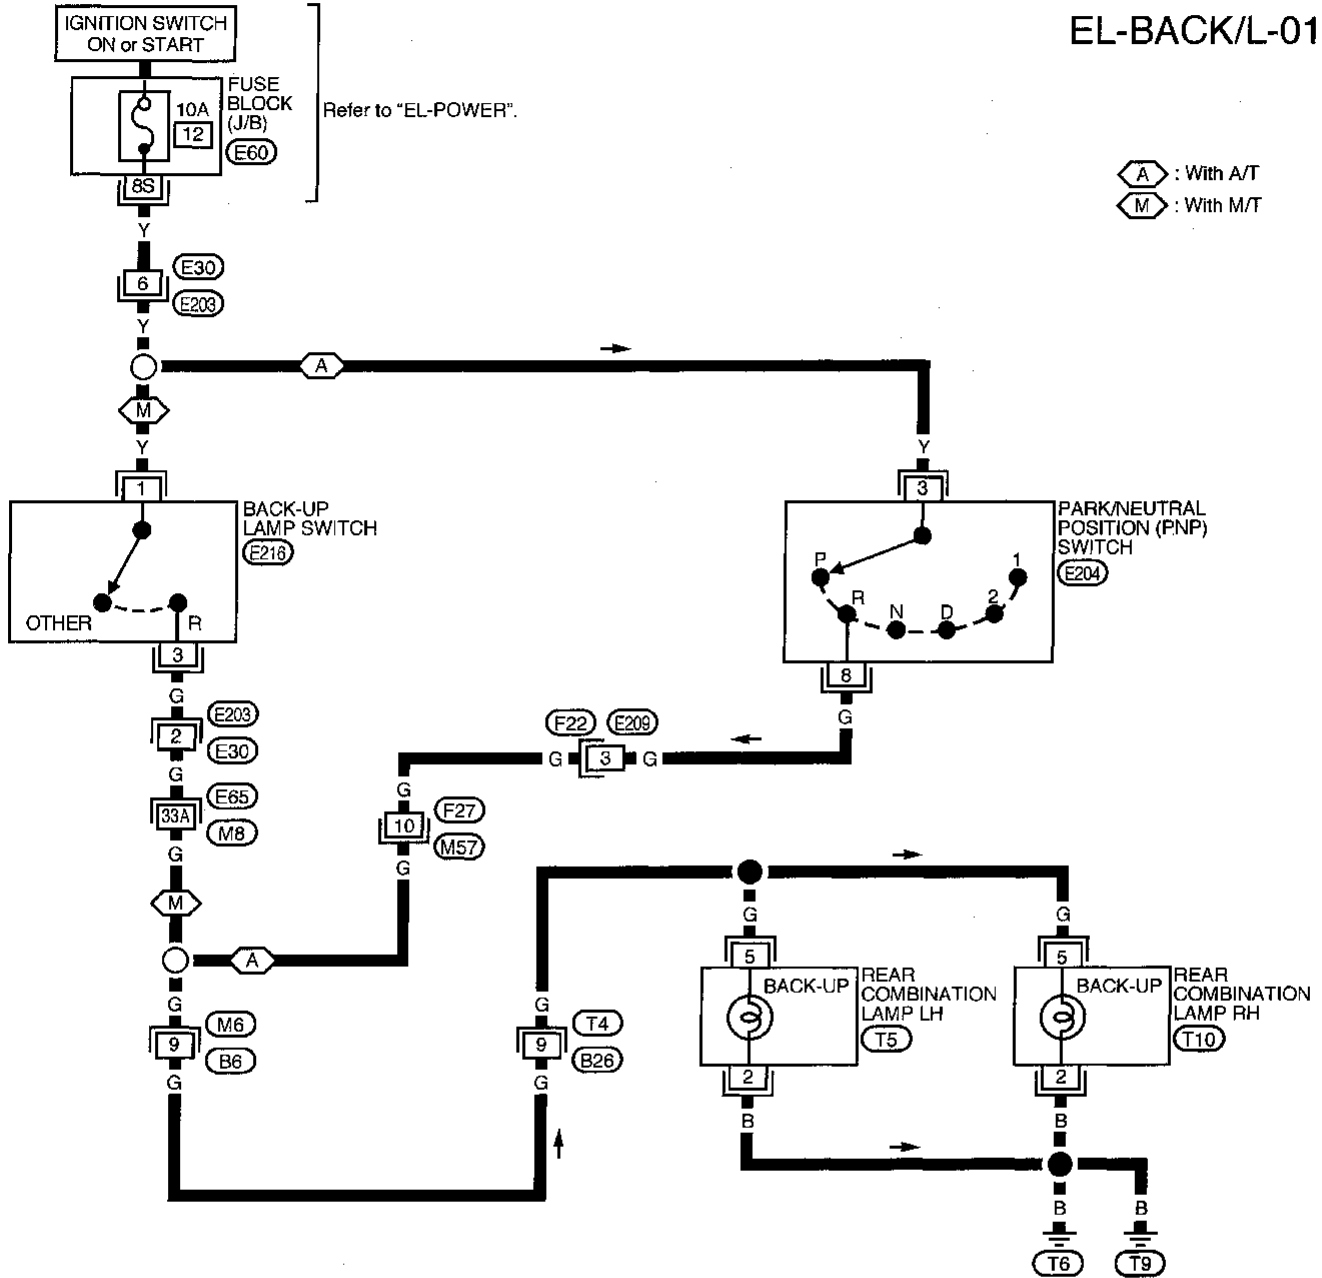 EL-BACK/L-01
IGNITION SWITCH
ON or START
FUSE
BLOCK
(J/B)
10A
12
E60
Refer to "EL-POWER".
8S
A : With A/T
M : With M/T
Y
E30
6
E203
Y
A
M
Y
Y
1
3
BACK-UP
LAMP SWITCH
E216
OTHER
R
PARK/NEUTRAL
POSITION (PNP)
SWITCH
E204
P
R
N
D
2
1
3
8
G
G
E203
2
E30
G
F22
E209
G
3
G
G
E65
33A
M8
F27
10
M57
G
G
M
A
G
G
G
5
5
BACK-UP
REAR
COMBINATION
LAMP LH
T5
BACK-UP
REAR
COMBINATION
LAMP RH
T10
G
M6
9
B6
G
T4
9
B26
G
G
2
2
B
B
B
B
T6
T9